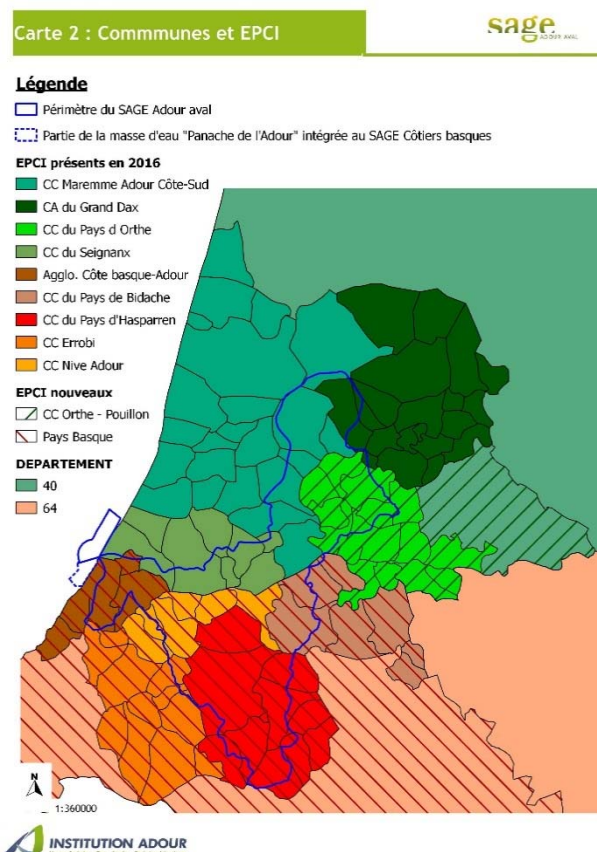 Carte 2 : Commmunes et EPCI
sage
ADOUR AVAL
Légende
Périmètre du SAGE Adour aval
Partie de la masse d'eau "Panache de l'Adour" intégrée au SAGE Côtiers basques
EPCI présents en 2016
CC Maremme Adour Côte-Sud
CA du Grand Dax
CC du Pays d Orthe
CC du Seignanx
Agglo. Côte basque-Adour
CC du Pays de Bidache
CC du Pays d'Hasparren
CC Errobi
CC Nive Adour
EPCI nouveaux
CC Orthe - Pouillon
Pays Basque
DEPARTEMENT
40
64
N
1:360000
INSTITUTION ADOUR